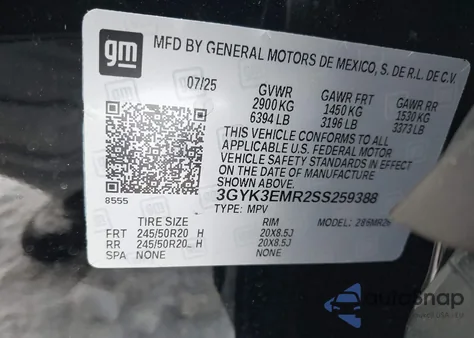 gm
MFD BY GENERAL MOTORS DE MEXICO, S. DE R.L. DE C.V.
07/25 GVWR GAWR FRT GAWR RR
2900 KG 1450 KG 1530 KG
6394 LB 3196 LB 3373 LB
THIS VEHICLE CONFORMS TO ALL
APPLICABLE U.S. FEDERAL MOTOR
VEHICLE SAFETY STANDARDS IN EFFECT
ON THE DATE OF MANUFACTURE
SHOWN ABOVE.
8555 3GYK3EMR2SS259388
TYPE: MPV MODEL:
TIRE SIZE RIM
FRT 245/50R20 H 20X8.5J
RR 245/50R20 H 20X8.5J
SPA NONE NONE
autoSnap